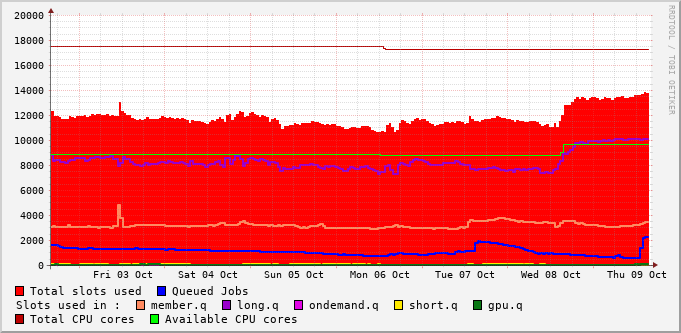 20000
18000
16000
14000
12000
10000
8000
6000
4000
2000
0
Fri 03 Oct Sat 04 Oct Sun 05 Oct Mon 06 Oct Tue 07 Oct Wed 08 Oct Thu 09 Oct
Total slots used Queued Jobs
Slots used in : member.q long.q ondemand.q short.q gpu.q
Total CPU cores Available CPU cores
RRDTOOL / TOBI OETIKER